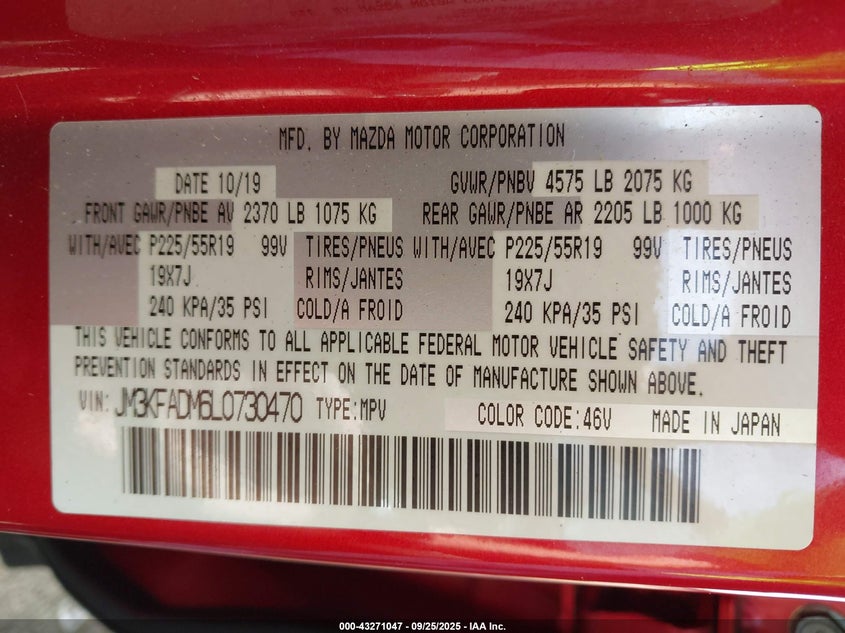 MFD. BY MAZDA MOTOR CORPORATION
DATE 10/19 GVWR/PNBV 4575 LB 2075 KG
FRONT GAWR/PNBE AV 2370 LB 1075 KG REAR GAWR/PNBE AR 2205 LB 1000 KG
WITH/AVEC P225/55R19 99V TIRES/PNEUS WITH/AVEC P225/55R19 99V TIRES/PNEUS
19X7J RIMS/JANTES 19X7J RIMS/JANTES
240 KPA/35 PSI COLD/A FROID 240 KPA/35 PSI COLD/A FROID
THIS VEHICLE CONFORMS TO ALL APPLICABLE FEDERAL MOTOR VEHICLE SAFETY AND THEFT
PREVENTION STANDARDS IN EFFECT ON THE DATE OF MANUFACTURE SHOWN ABOVE.
VIN: JM3KFADM6L0730470 TYPE:MPV COLOR CODE:46V MADE IN JAPAN
000-43271047 - 09/25/2025 - IAA Inc.